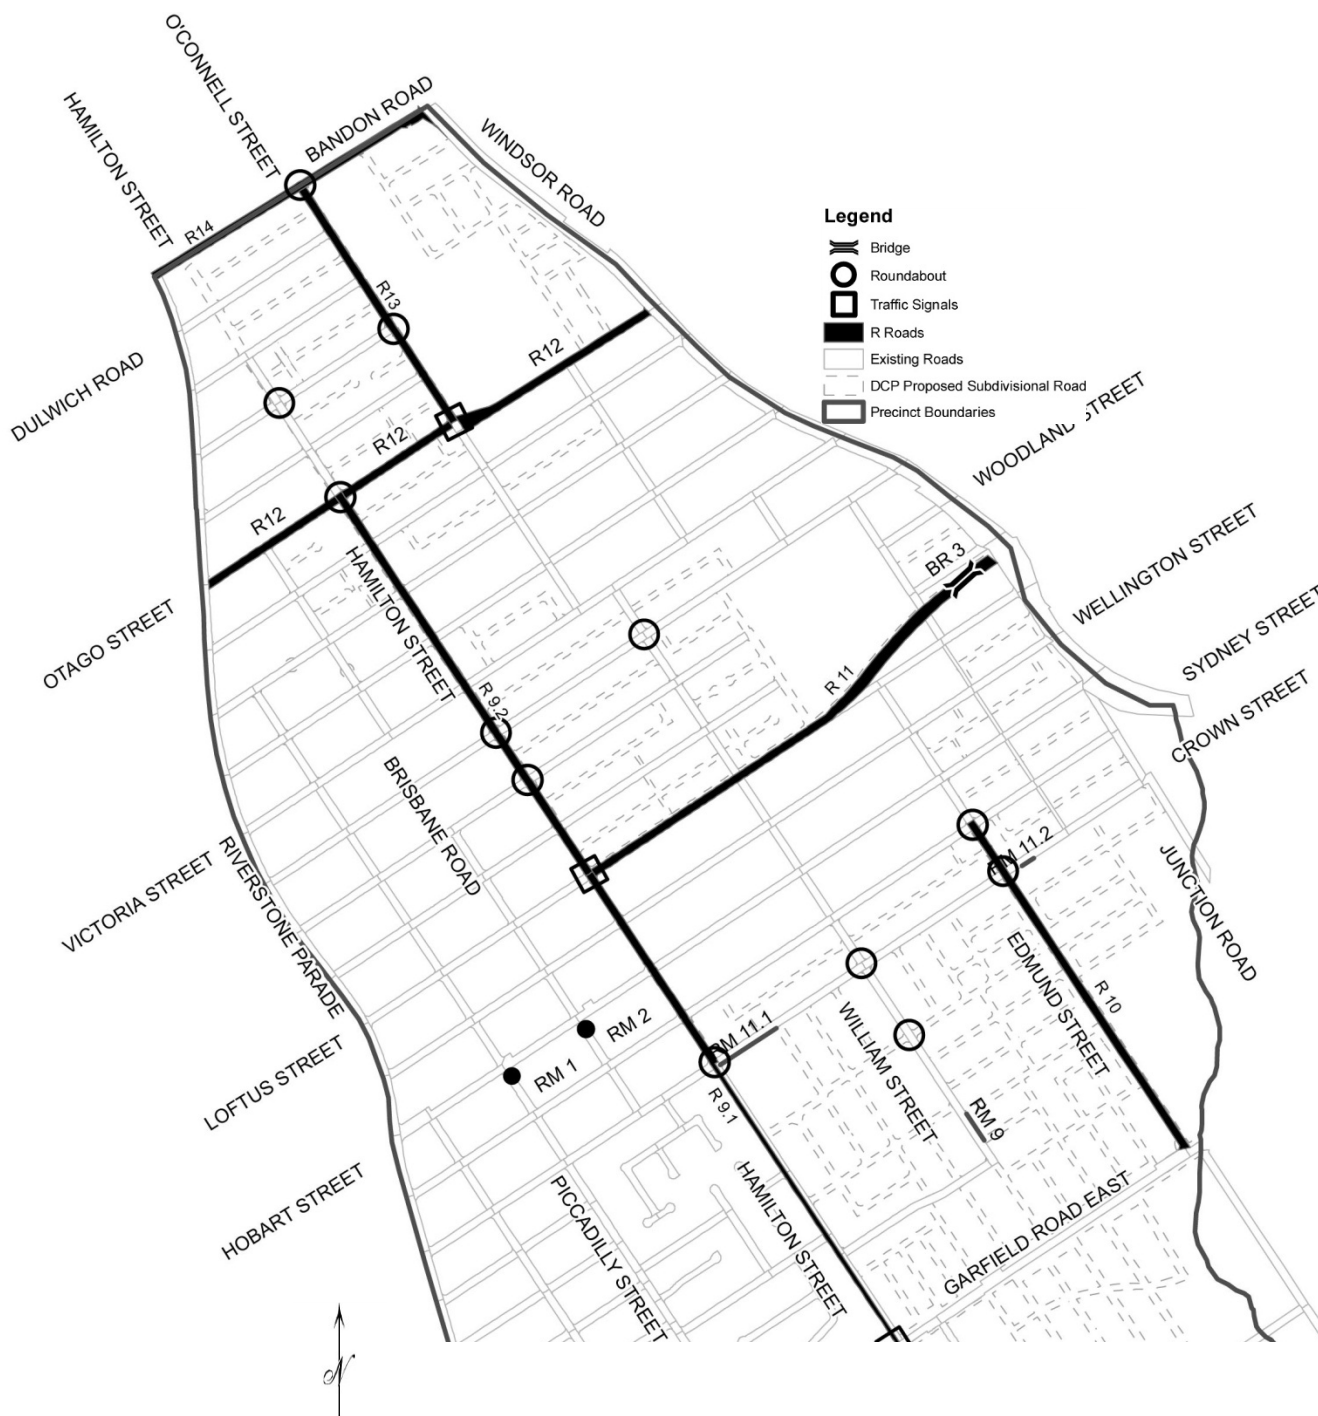 O'CONNELL STREET
HAMILTON STREET
BANDON ROAD
WINDSOR ROAD
R14
R13
R12
R12
R12
DULWICH ROAD
Legend
Bridge
Roundabout
Traffic Signals
R Roads
Existing Roads
DCP Proposed Subdivisional Road
Precinct Boundaries
WOODLAND STREET
WELLINGTON STREET
SYDNEY STREET
CROWN STREET
BR 3
OTAGO STREET
HAMILTON STREET
R 9.2
R 11
BRISBANE ROAD
VICTORIA STREET
RIVERSTONE PARADE
RM 11.2
JUNCTION ROAD
EDMUND STREET
R 10
WILLIAM STREET
RM 2
RM 1
RM 11.1
R 9.1
RM 9
LOFTUS STREET
HOBART STREET
PICCADILLY STREET
HAMILTON STREET
GARFIELD ROAD EAST
N